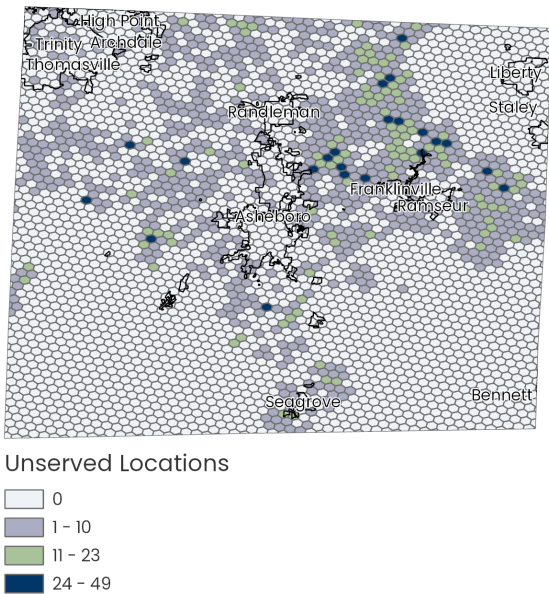 High Point
Trinity Archdale
Thomasville
Liberty
Staley
Randleman
Franklinville
Ramseur
Asheboro
Bennett
Seagrove
Unserved Locations
0
1 - 10
11 - 23
24 - 49